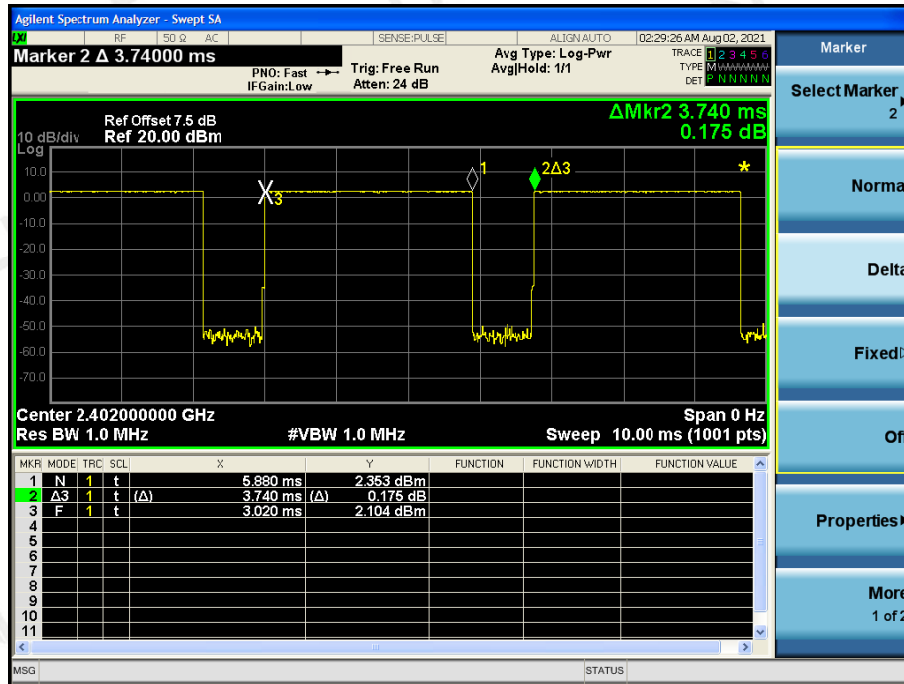 Agilent Spectrum Analyzer - Swept SA
LXI RF 50 Ω AC SENSE:PULSE ALIGN AUTO 02:29:26 AM Aug 02, 2021
Marker 2 Δ 3.74000 ms
PNO: Fast
IFGain:Low
Trig: Free Run
Atten: 24 dB
Avg Type: Log-Pwr
Avg|Hold: 1/1
TRACE 1 2 3 4 5 6
TYPE M W W W W W
DET P N N N N N
ΔMkr2 3.740 ms
0.175 dB
Ref Offset 7.5 dB
Ref 20.00 dBm
10 dB/div
Log
10.0
0.00
-10.0
-20.0
-30.0
-40.0
-50.0
-60.0
-70.0
3
1
2Δ3
*
Center 2.402000000 GHz Span 0 Hz
Res BW 1.0 MHz #VBW 1.0 MHz Sweep 10.00 ms (1001 pts)
MKR MODE TRC SCL X Y FUNCTION FUNCTION WIDTH FUNCTION VALUE
1 N 1 t 5.880 ms 2.353 dBm
2 Δ3 1 t (Δ) 3.740 ms (Δ) 0.175 dB
3 F 1 t 3.020 ms 2.104 dBm
4
5
6
7
8
9
10
11
MSG STATUS
Marker
Select Marker
2
Norma
Delta
Fixed
Of
Properties
More
1 of 2